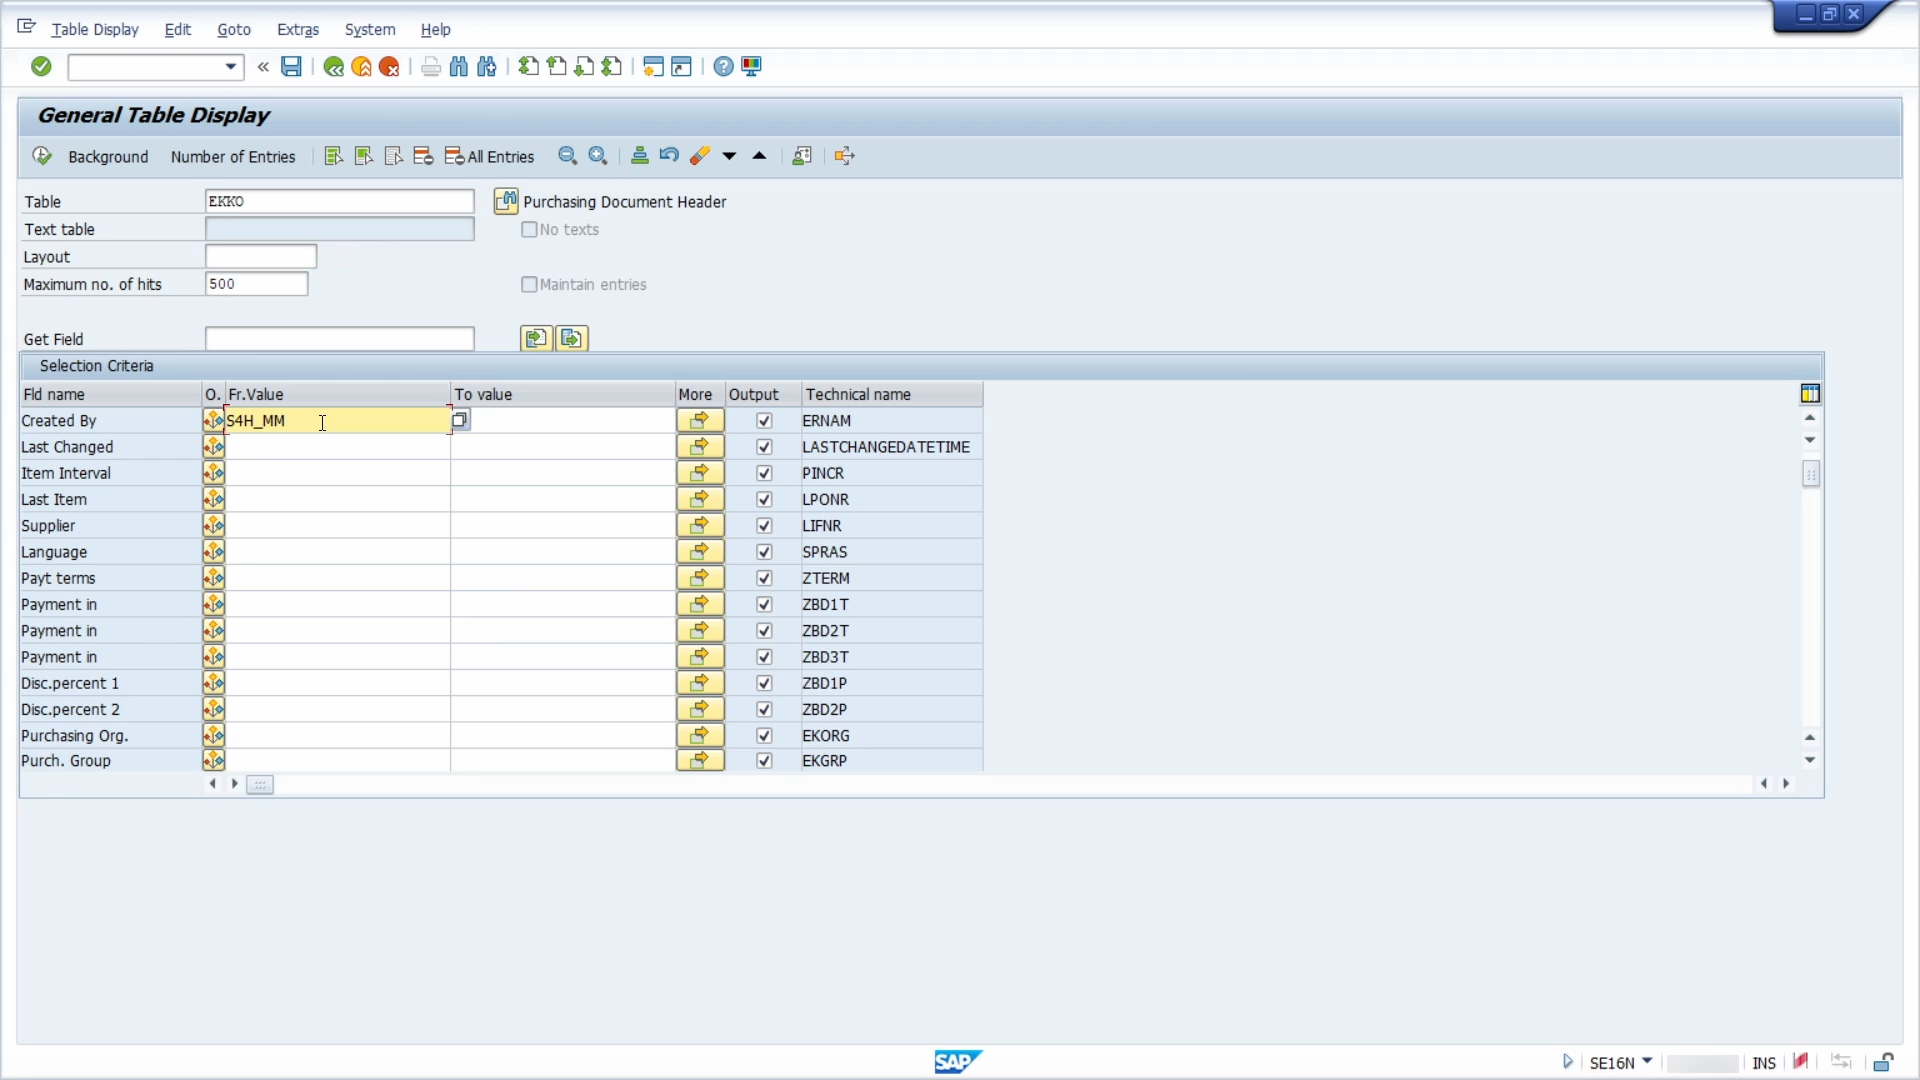 Table Display Edit Goto Extras System Help
General Table Display
Background Number of Entries All Entries
Table EKKO Purchasing Document Header
Text table No texts
Layout
Maximum no. of hits 500 Maintain entries
Get Field
Selection Criteria
Fld name O. Fr.Value To value More Output Technical name
Created By S4H_MM ERNAM
Last Changed LASTCHANGEDATETIME
Item Interval PINCR
Last Item LPONR
Supplier LIFNR
Language SPRAS
Payt terms ZTERM
Payment in ZBD1T
Payment in ZBD2T
Payment in ZBD3T
Disc.percent 1 ZBD1P
Disc.percent 2 ZBD2P
Purchasing Org. EKORG
Purch. Group EKGRP
SAP SE16N INS